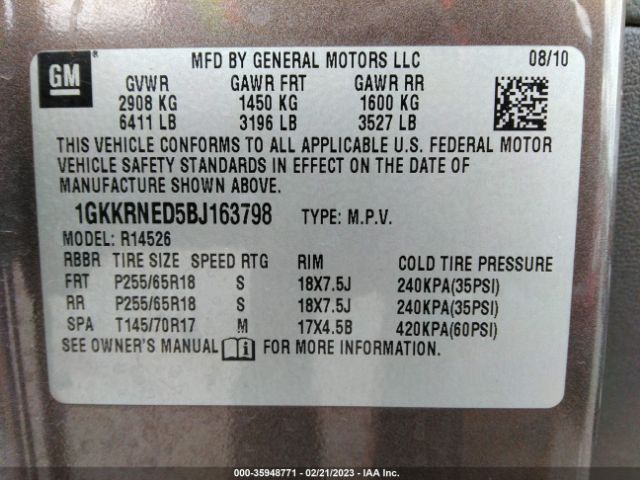 GM
MFD BY GENERAL MOTORS LLC 08/10
GVWR GAWR FRT GAWR RR
2908 KG 1450 KG 1600 KG
6411 LB 3196 LB 3527 LB
THIS VEHICLE CONFORMS TO ALL APPLICABLE U.S. FEDERAL MOTOR
VEHICLE SAFETY STANDARDS IN EFFECT ON THE DATE OF
MANUFACTURE SHOWN ABOVE.
1GKKRNED5BJ163798 TYPE: M.P.V.
MODEL: R14526
RBBR TIRE SIZE SPEED RTG RIM COLD TIRE PRESSURE
FRT P255/65R18 S 18X7.5J 240KPA(35PSI)
RR P255/65R18 S 18X7.5J 240KPA(35PSI)
SPA T145/70R17 M 17X4.5B 420KPA(60PSI)
SEE OWNER'S MANUAL FOR MORE INFORMATION.
000-35948771 - 02/21/2023 - IAA Inc.